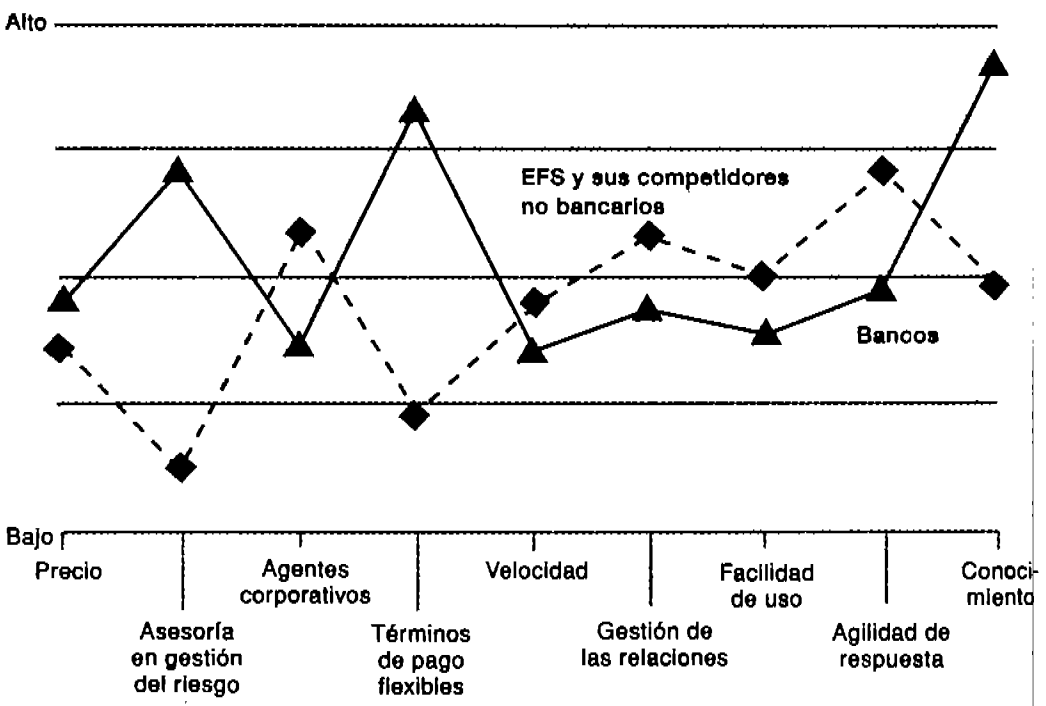 Alto
EFS y sus competidores
no bancarios
Bancos
Bajo
Precio
Asesoría
en gestión
del riesgo
Agentes
corporativos
Términos
de pago
flexibles
Velocidad
Gestión de
las relaciones
Facilidad
de uso
Agilidad de
respuesta
Conoci-
miento